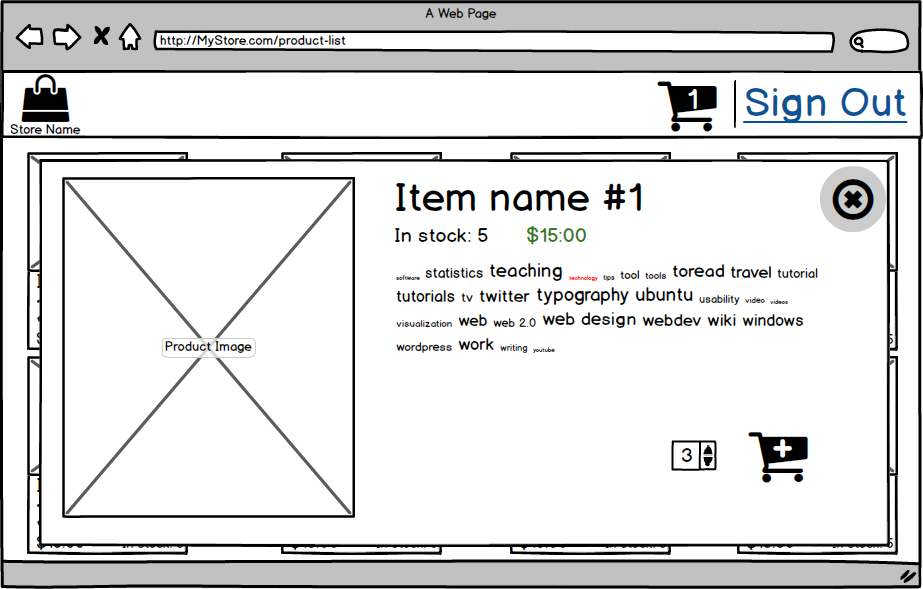 A Web Page
http://MyStore.com/product-list
1
Sign Out
Store Name
Item name #1
In stock: 5 $15:00
software statistics teaching technology tips tool tools toread travel tutorial
tutorials tv twitter typography ubuntu usability video videos
visualization web web 2.0 web design webdev wiki windows
wordpress work writing youtube
Product Image
3